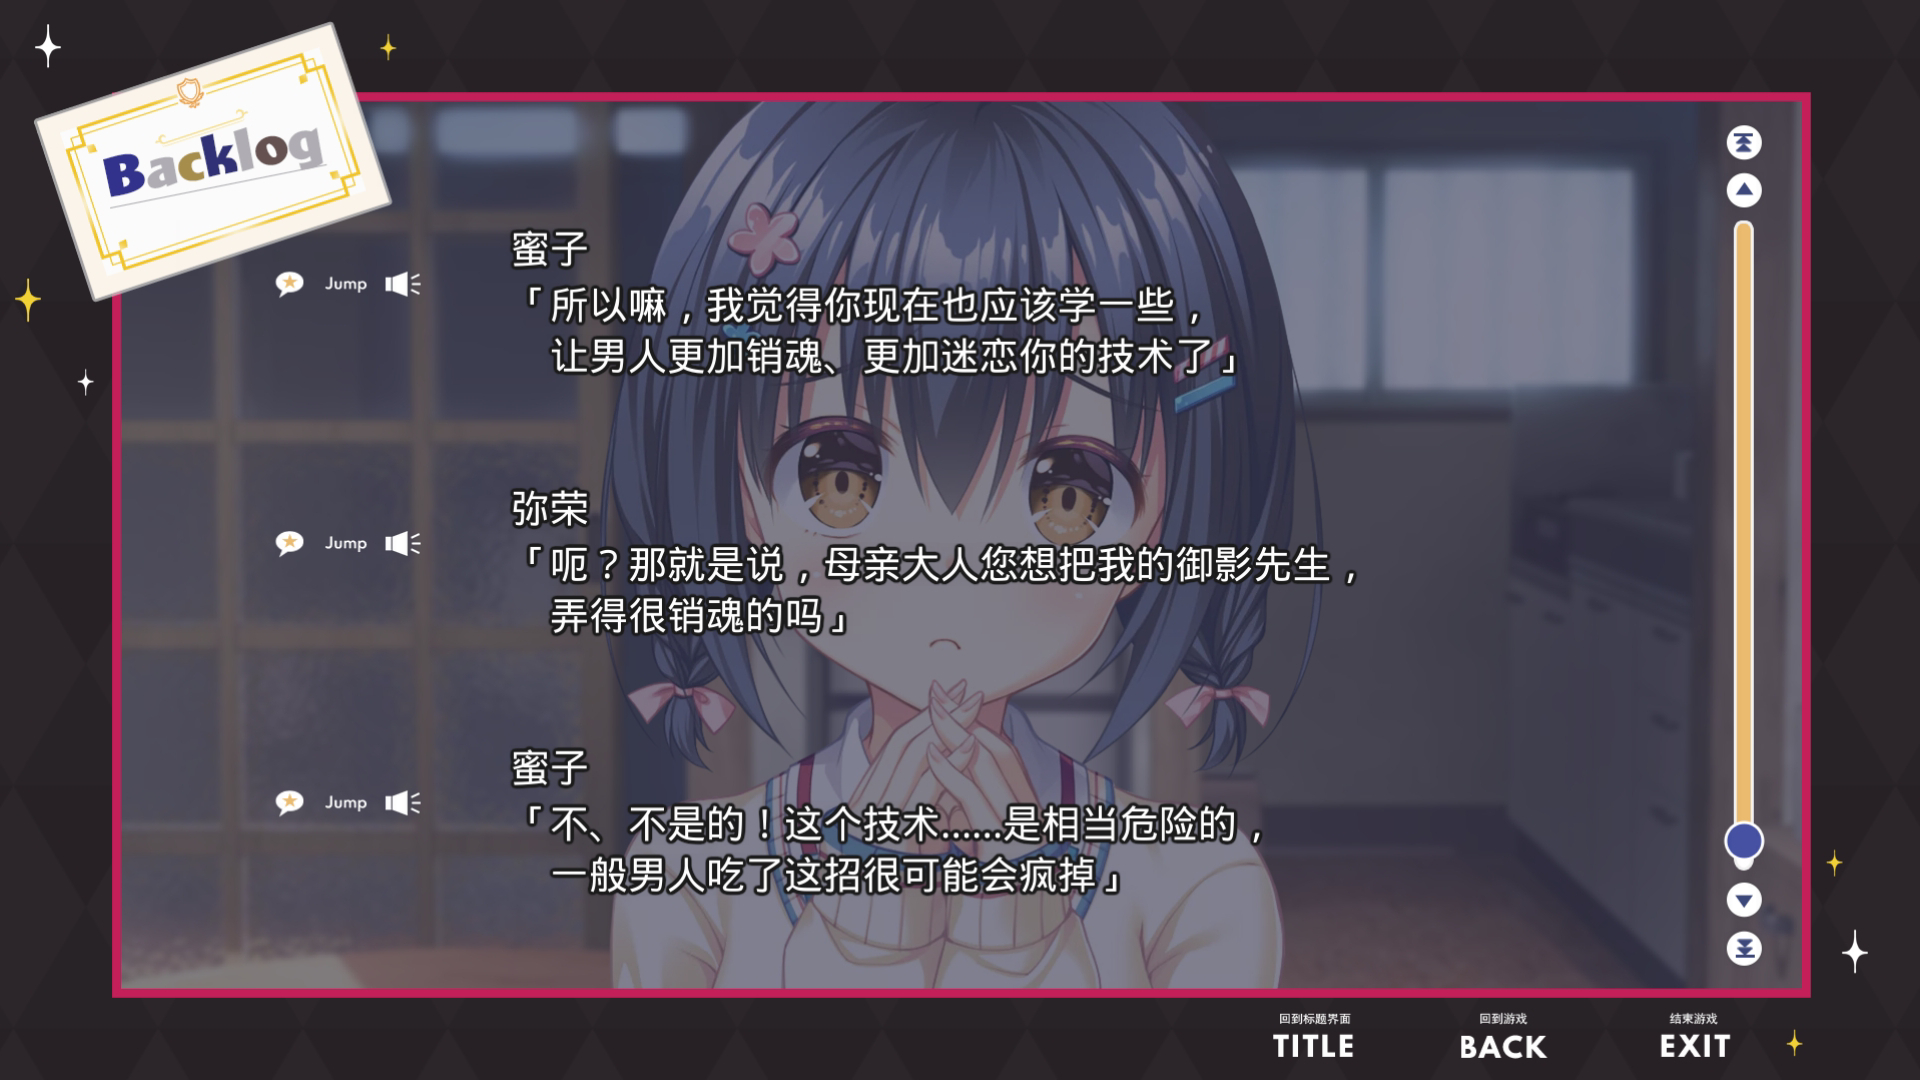 Backlog
蜜子
Jump
「所以嘛，我觉得你现在也应该学一些，
让男人更加销魂、更加迷恋你的技术了」
弥荣
Jump
「呃？那就是说，母亲大人您想把我的御影先生，
弄得很销魂的吗」
蜜子
Jump
「不、不是的！这个技术……是相当危险的，
一般男人吃了这招很可能会疯掉」
回到标题界面
TITLE
回到游戏
BACK
结束游戏
EXIT